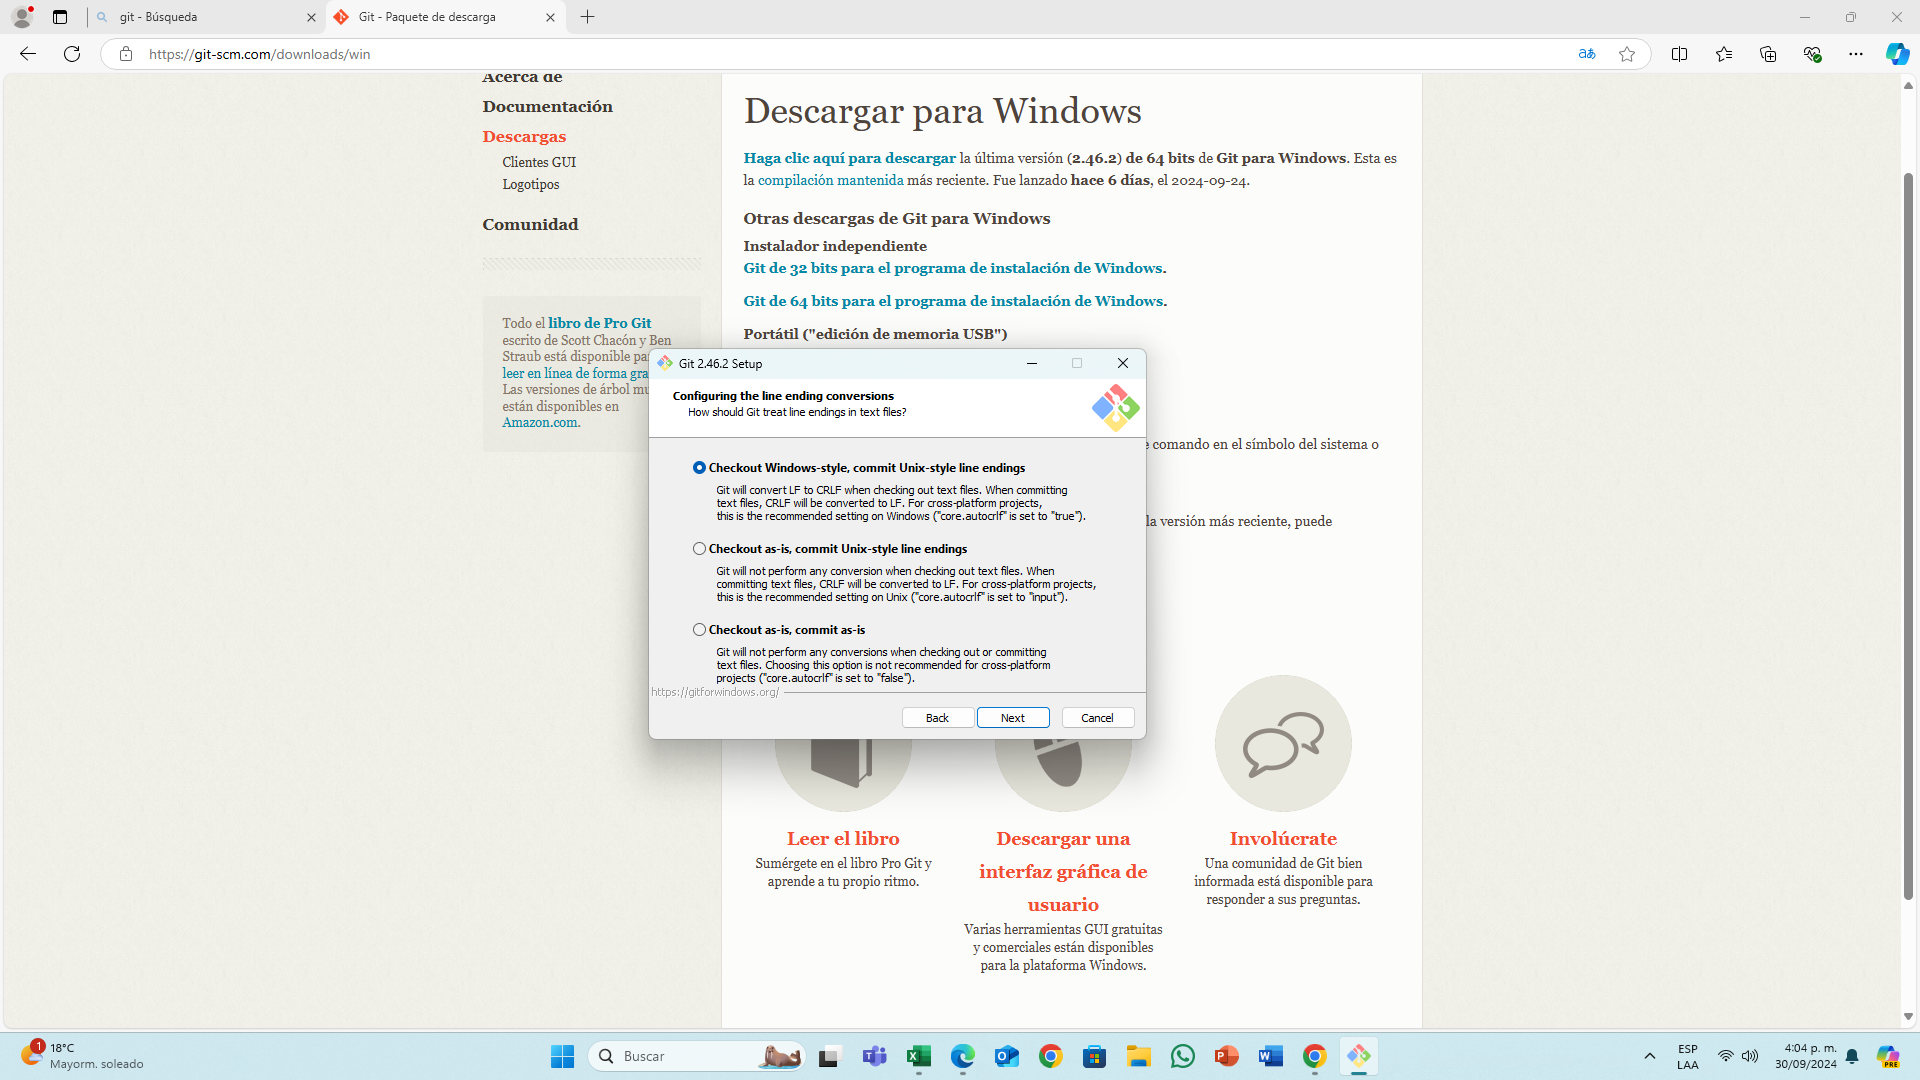 git - Búsqueda
Git - Paquete de descarga
https://git-scm.com/downloads/win
aあ
Acerca de
Documentación
Descargas
Clientes GUI
Logotipos
Comunidad
Todo el libro de Pro Git
escrito de Scott Chacón y Ben
Straub está disponible pa
leer en línea de forma gra
Las versiones de árbol mu
están disponibles en
Amazon.com.
Descargar para Windows
Haga clic aquí para descargar la última versión (2.46.2) de 64 bits de Git para Windows. Esta es
la compilación mantenida más reciente. Fue lanzado hace 6 días, el 2024-09-24.
Otras descargas de Git para Windows
Instalador independiente
Git de 32 bits para el programa de instalación de Windows.
Git de 64 bits para el programa de instalación de Windows.
Portátil ("edición de memoria USB")
e comando en el símbolo del sistema o
la versión más reciente, puede
Git 2.46.2 Setup
Configuring the line ending conversions
How should Git treat line endings in text files?
Checkout Windows-style, commit Unix-style line endings
Git will convert LF to CRLF when checking out text files. When committing
text files, CRLF will be converted to LF. For cross-platform projects,
this is the recommended setting on Windows ("core.autocrlf" is set to "true").
Checkout as-is, commit Unix-style line endings
Git will not perform any conversion when checking out text files. When
committing text files, CRLF will be converted to LF. For cross-platform projects,
this is the recommended setting on Unix ("core.autocrlf" is set to "input").
Checkout as-is, commit as-is
Git will not perform any conversions when checking out or committing
text files. Choosing this option is not recommended for cross-platform
projects ("core.autocrlf" is set to "false").
https://gitforwindows.org/
Back
Next
Cancel
Leer el libro
Sumérgete en el libro Pro Git y
aprende a tu propio ritmo.
Descargar una
interfaz gráfica de
usuario
Varias herramientas GUI gratuitas
y comerciales están disponibles
para la plataforma Windows.
Involúcrate
Una comunidad de Git bien
informada está disponible para
responder a sus preguntas.
1
18°C
Mayorm. soleado
Buscar
ESP
LAA
4:04 p. m.
30/09/2024
PRE